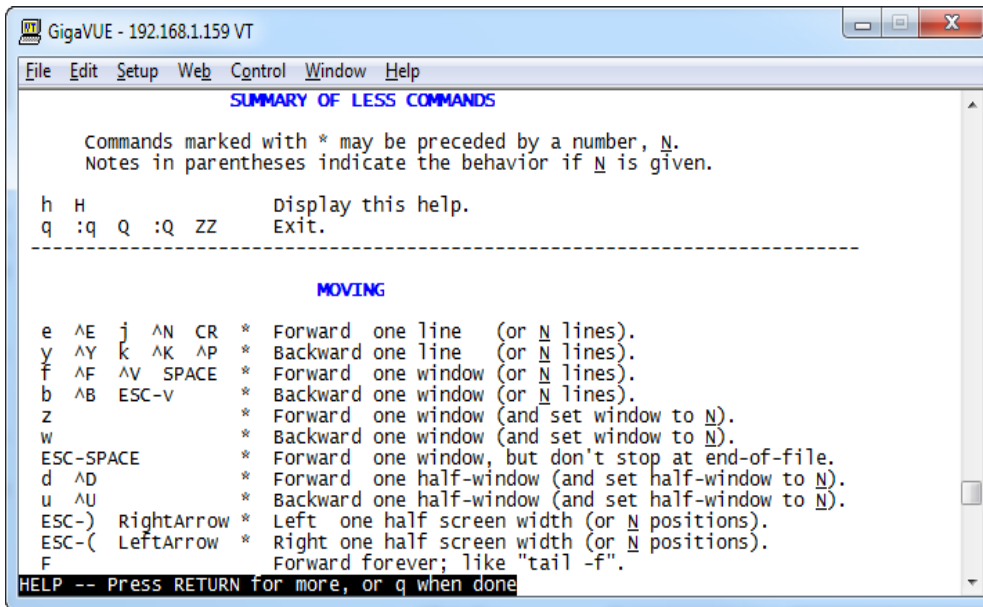 GigaVUE - 192.168.1.159 VT
File Edit Setup Web Control Window Help
SUMMARY OF LESS COMMANDS
Commands marked with * may be preceded by a number, N.
Notes in parentheses indicate the behavior if N is given.
h H Display this help.
q :q Q :Q ZZ Exit.
---------------------------------------------------------------------------
MOVING
e ^E j ^N CR * Forward one line (or N lines).
y ^Y k ^K ^P * Backward one line (or N lines).
f ^F ^V SPACE * Forward one window (or N lines).
b ^B ESC-v * Backward one window (or N lines).
z * Forward one window (and set window to N).
w * Backward one window (and set window to N).
ESC-SPACE * Forward one window, but don't stop at end-of-file.
d ^D * Forward one half-window (and set half-window to N).
u ^U * Backward one half-window (and set half-window to N).
ESC-) RightArrow * Left one half screen width (or N positions).
ESC-( LeftArrow * Right one half screen width (or N positions).
F Forward forever; like "tail -f".
HELP -- Press RETURN for more, or q when done